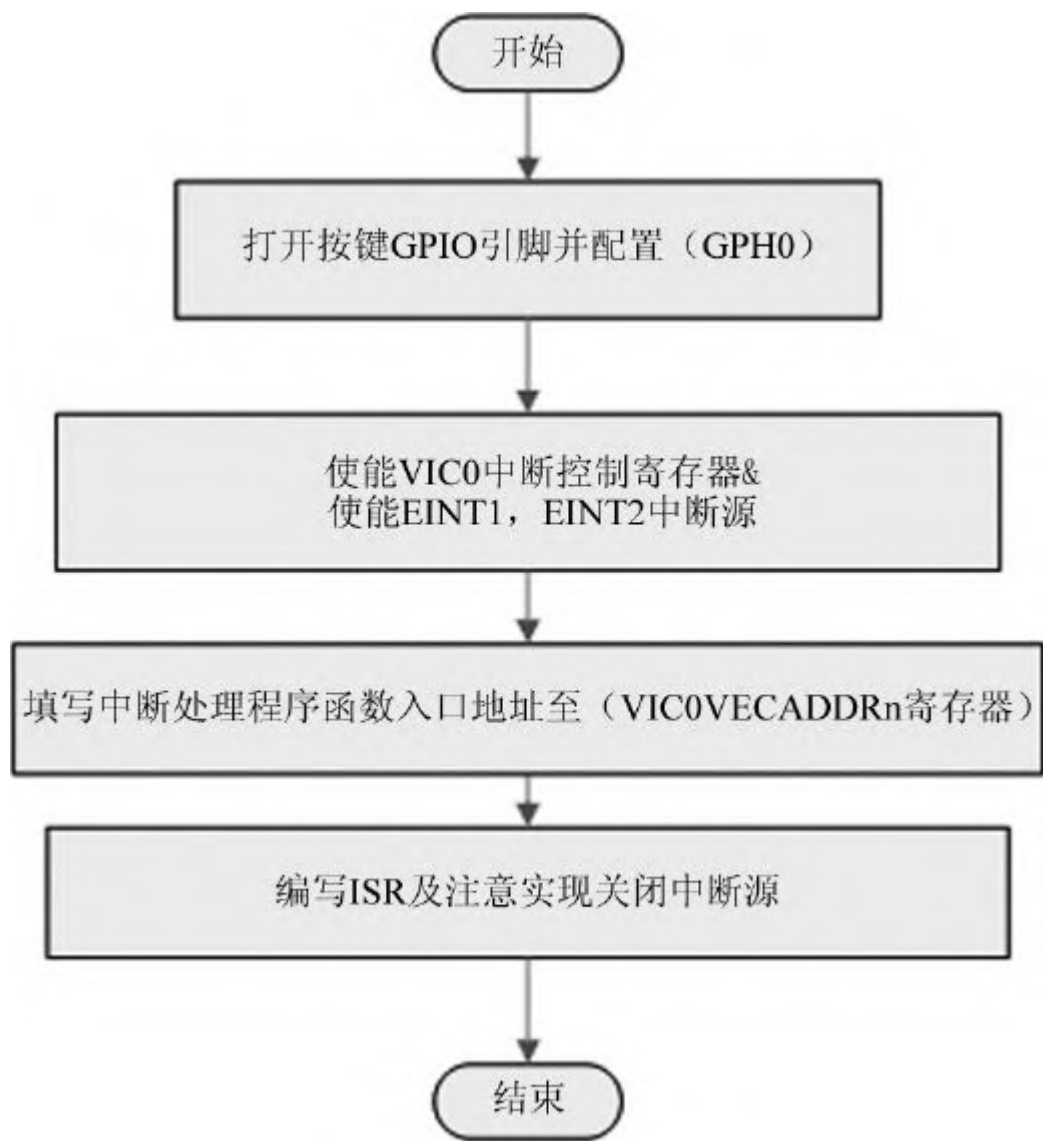 开始
打开按键GPIO引脚并配置（GPH0）
使能VIC0中断控制寄存器&
使能EINT1，EINT2中断源
填写中断处理程序函数入口地址至（VIC0VECADDRn寄存器）
编写ISR及注意实现关闭中断源
结束